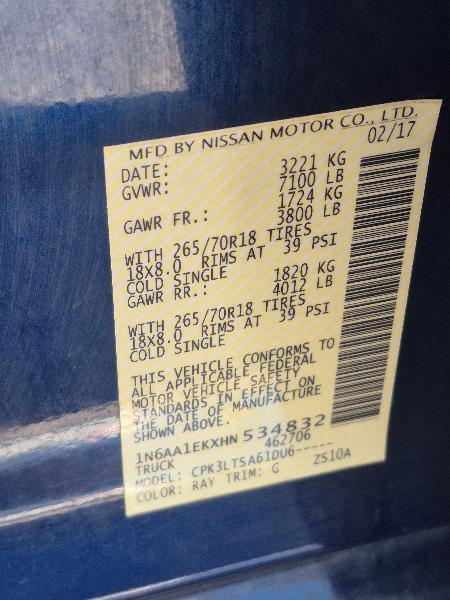 MFD BY NISSAN MOTOR CO., LTD.
DATE: 02/17
GVWR: 3221 KG
7100 LB
GAWR FR.: 1724 KG
3800 LB
WITH 265/70R18 TIRES
18X8.0 RIMS AT 39 PSI
COLD SINGLE
GAWR RR.: 1820 KG
4012 LB
WITH 265/70R18 TIRES
18X8.0 RIMS AT 39 PSI
COLD SINGLE
THIS VEHICLE CONFORMS TO
ALL APPLICABLE FEDERAL
MOTOR VEHICLE SAFETY
STANDARDS IN EFFECT ON
THE DATE OF MANUFACTURE
SHOWN ABOVE.
1N6AA1EKXHN534832
TRUCK 462706
MODEL: CPK3LTSA61DU6-----
COLOR: RAY TRIM: G ZS10A